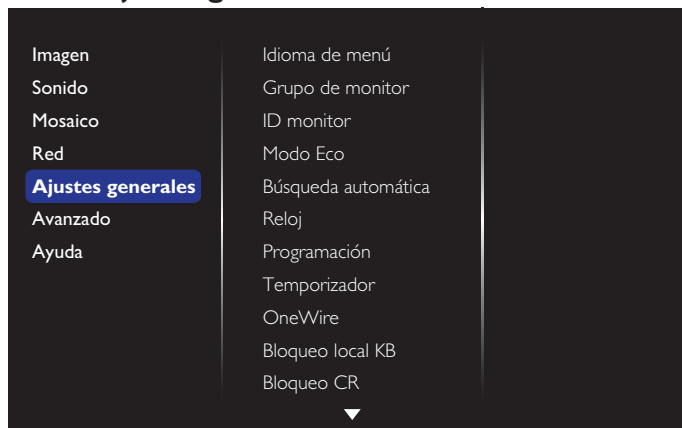 Imagen
Sonido
Mosaico
Red
Ajustes generales
Avanzado
Ayuda
Idioma de menú
Grupo de monitor
ID monitor
Modo Eco
Búsqueda automática
Reloj
Programación
Temporizador
OneWire
Bloqueo local KB
Bloqueo CR